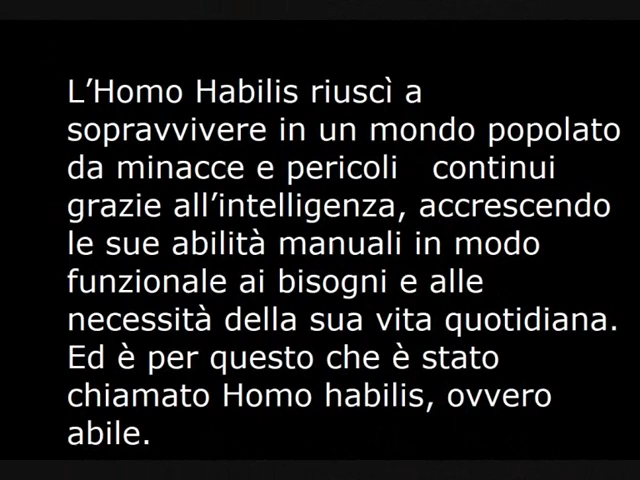 L’Homo Habilis riuscì a
sopravvivere in un mondo popolato
da minacce e pericoli   continui
grazie all’intelligenza, accrescendo
le sue abilità manuali in modo
funzionale ai bisogni e alle
necessità della sua vita quotidiana.
Ed è per questo che è stato
chiamato Homo habilis, ovvero
abile.